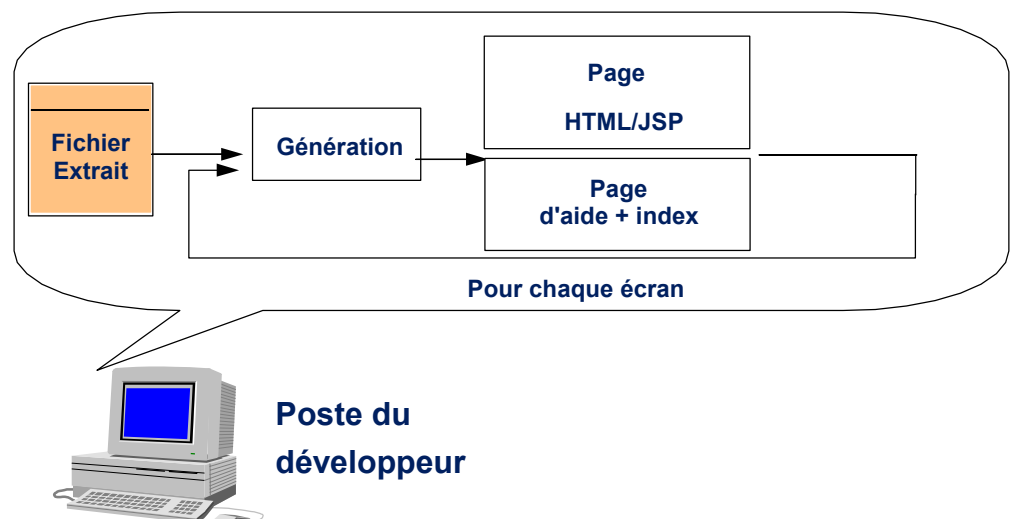 Fichier
Extrait
Génération
Page
HTML/JSP
Page
d'aide + index
Pour chaque écran
Poste du
développeur